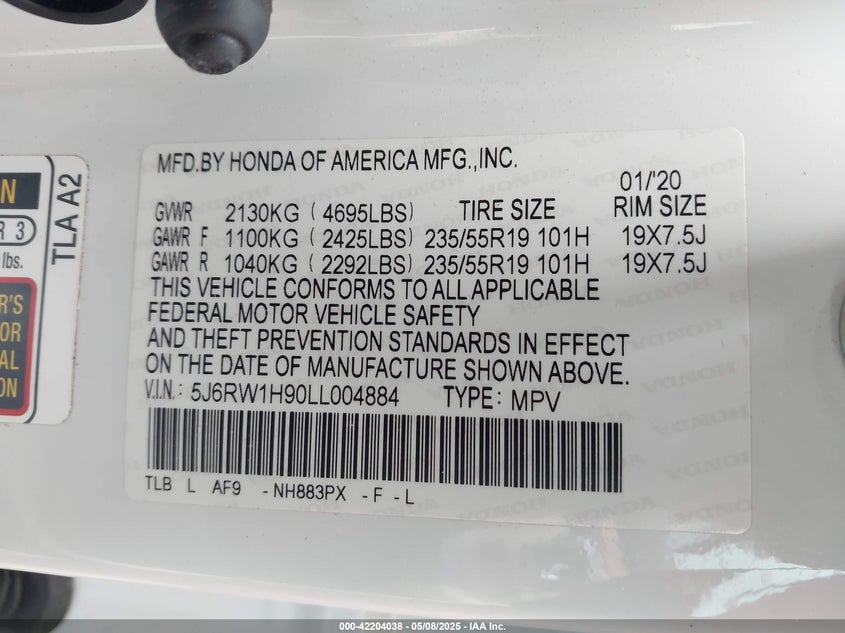 MFD.BY HONDA OF AMERICA MFG.,INC.
01/'20
GVWR 2130KG ( 4695LBS) TIRE SIZE RIM SIZE
GAWR F 1100KG ( 2425LBS) 235/55R19 101H 19X7.5J
GAWR R 1040KG ( 2292LBS) 235/55R19 101H 19X7.5J
THIS VEHICLE CONFORMS TO ALL APPLICABLE
FEDERAL MOTOR VEHICLE SAFETY
AND THEFT PREVENTION STANDARDS IN EFFECT
ON THE DATE OF MANUFACTURE SHOWN ABOVE.
V.I.N.: 5J6RW1H90LL004884 TYPE: MPV
TLB L AF9 -NH883PX -F -L
TLA A2
R 3
lbs.
000-42204038 - 05/08/2025 - IAA Inc.